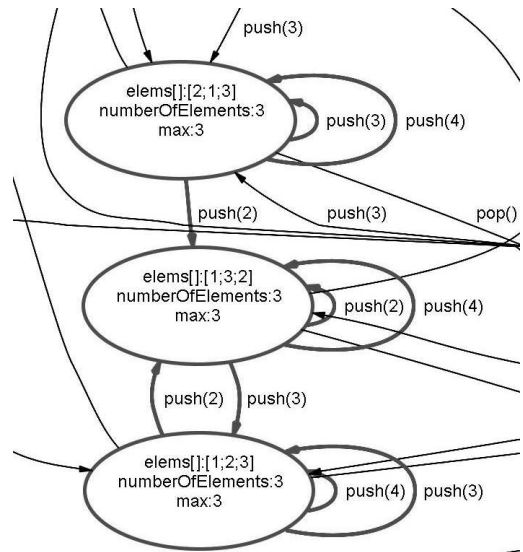 push(3)
elems[]:[2;1;3]
numberOfElements:3
max:3
push(3)
push(4)
push(2)
push(3)
pop()
elems[]:[1;3;2]
numberOfElements:3
max:3
push(2)
push(4)
push(2)
push(3)
elems[]:[1;2;3]
numberOfElements:3
max:3
push(4)
push(3)